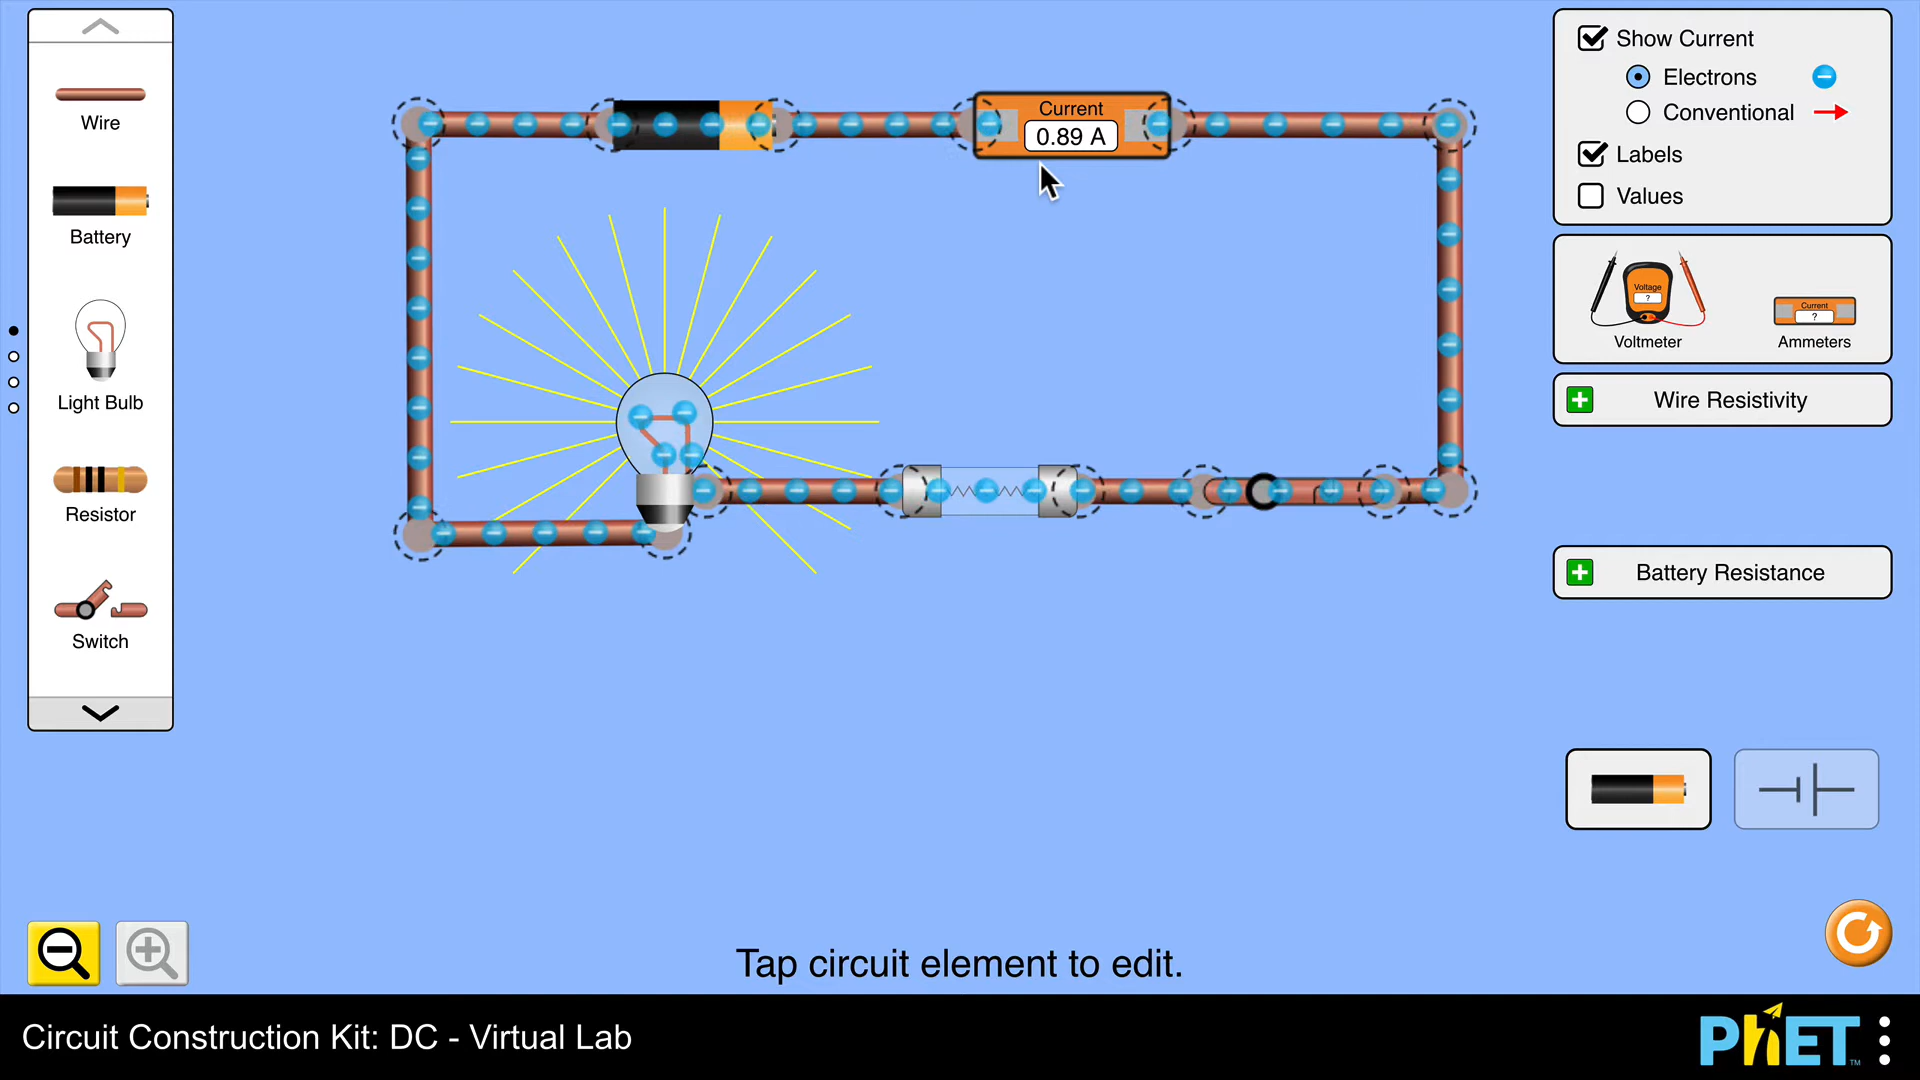 Wire
Battery
Light Bulb
Resistor
Switch
Current
0.89 A
Show Current
Electrons
Conventional
Labels
Values
Voltage
?
Voltmeter
Current
?
Ammeters
Wire Resistivity
Battery Resistance
Tap circuit element to edit.
Circuit Construction Kit: DC - Virtual Lab
PhET™